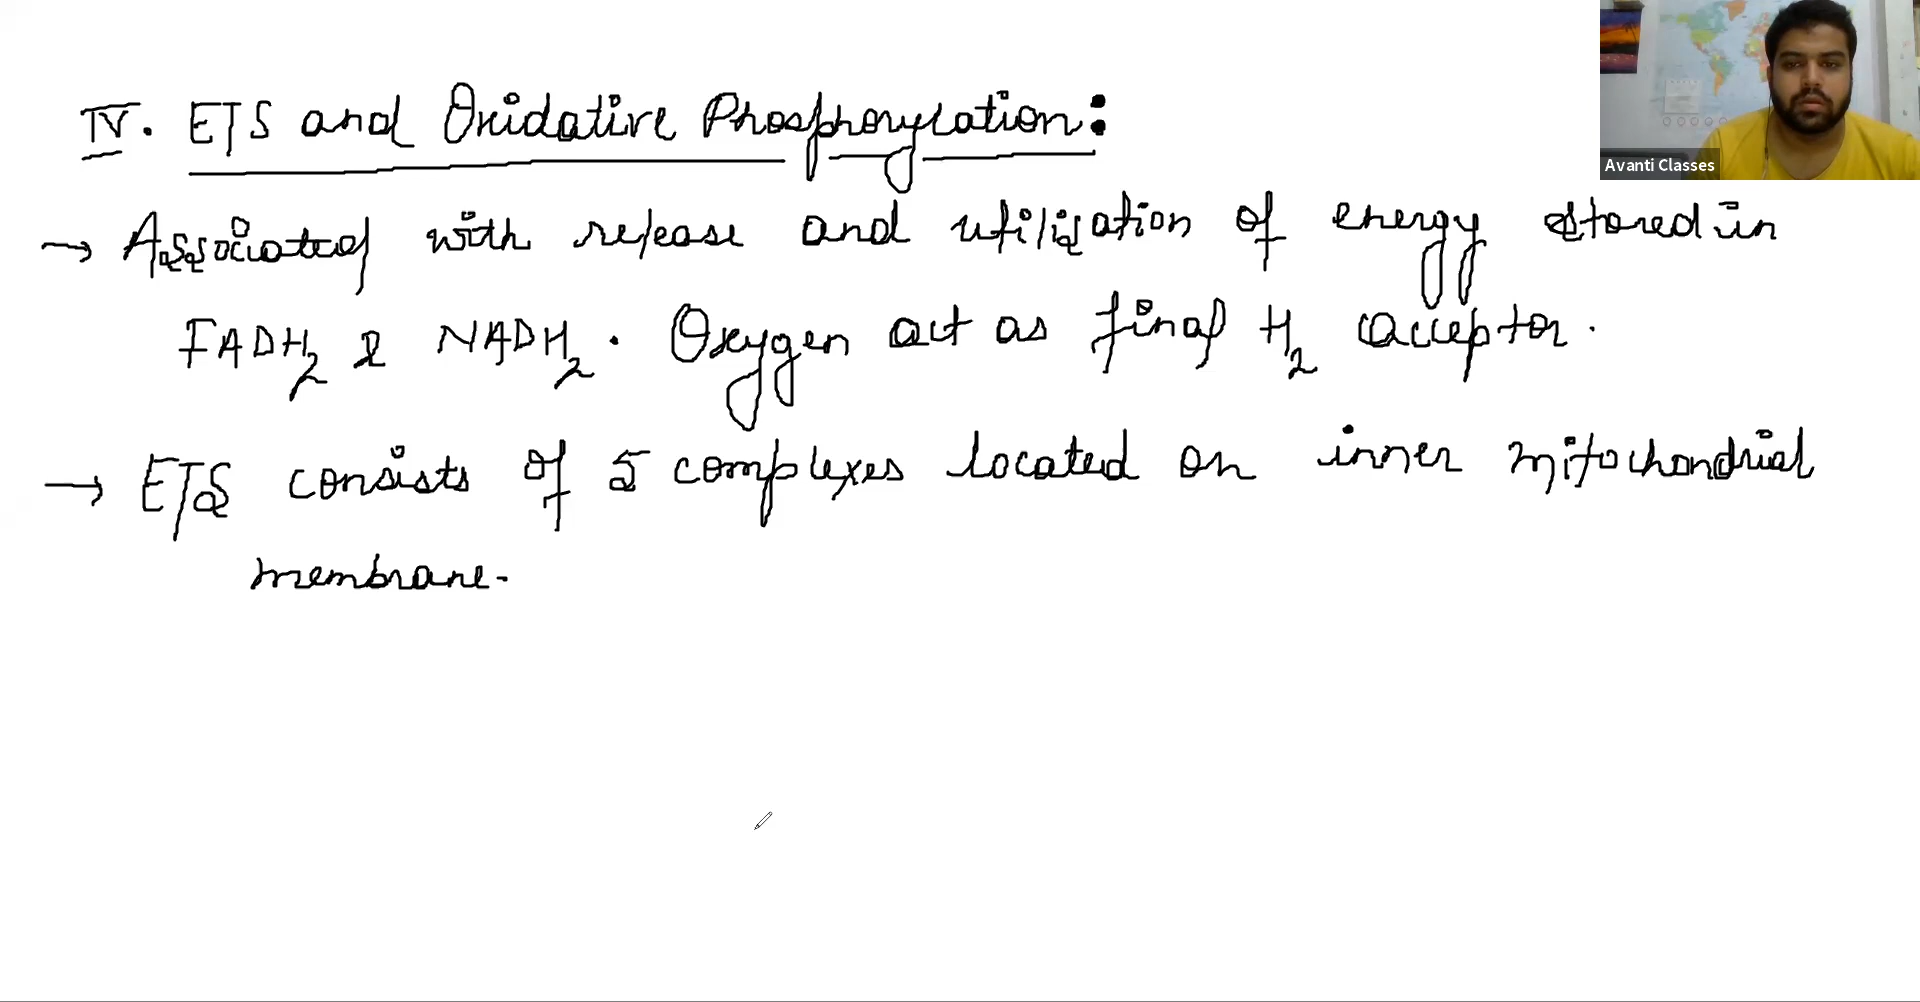 IV. ETS and Oxidative Phosphorylation:
→ Associated with release and utilization of energy stored in
FADH2 & NADH2. Oxygen act as final H2 acceptor.
→ ETS consists of 5 complexes located on inner mitochondrial
membrane.
Avanti Classes